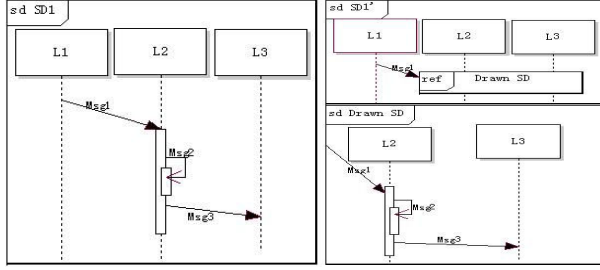 sd SD1
L1 L2 L3
Msg1
Msg2
Msg3
sd SD1'
L1 L2 L3
Msg1
ref Drawn SD
sd Drawn SD
L2 L3
Msg1
Msg2
Msg3